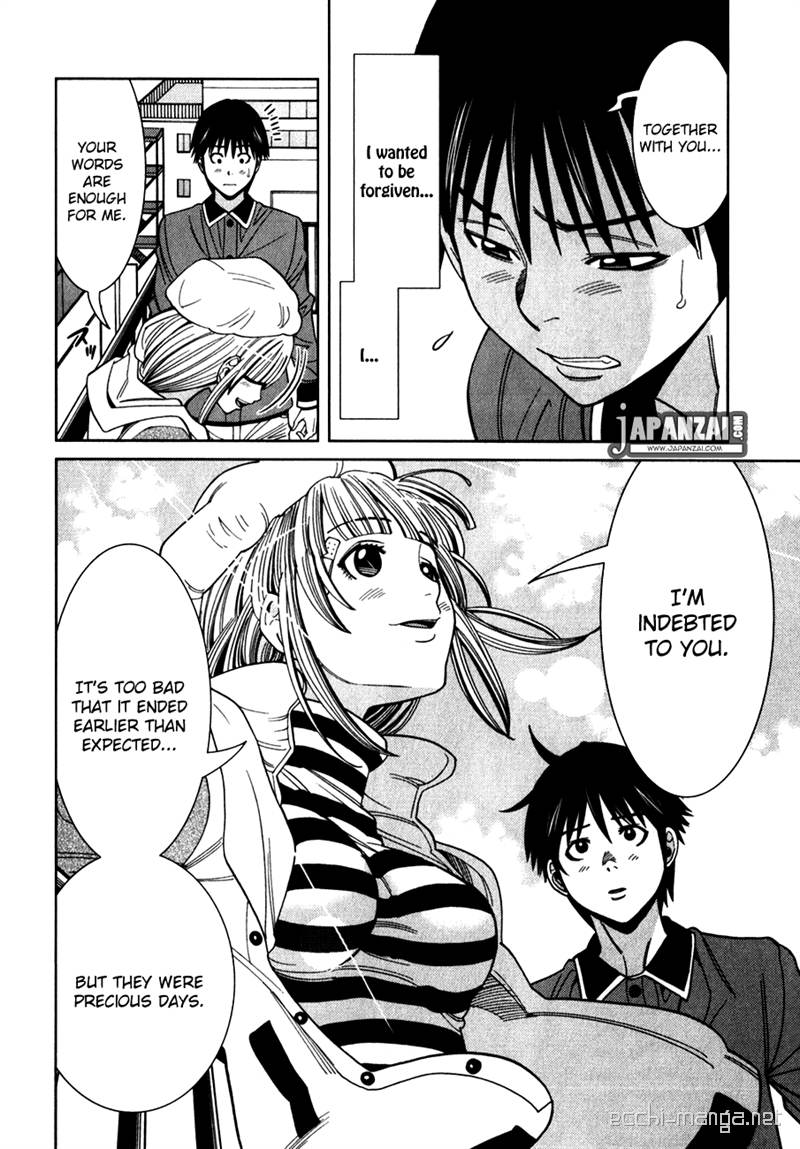 TOGETHER
WITH YOU...
I wanted
to be
forgiven...
I...
YOUR
WORDS
ARE
ENOUGH
FOR ME.
jAPANZAI.COM
WWW.JAPANZAI.COM
I'M
INDEBTED
TO YOU.
IT'S TOO BAD
THAT IT ENDED
EARLIER THAN
EXPECTED...
BUT THEY WERE
PRECIOUS DAYS.
ecchi-manga.net